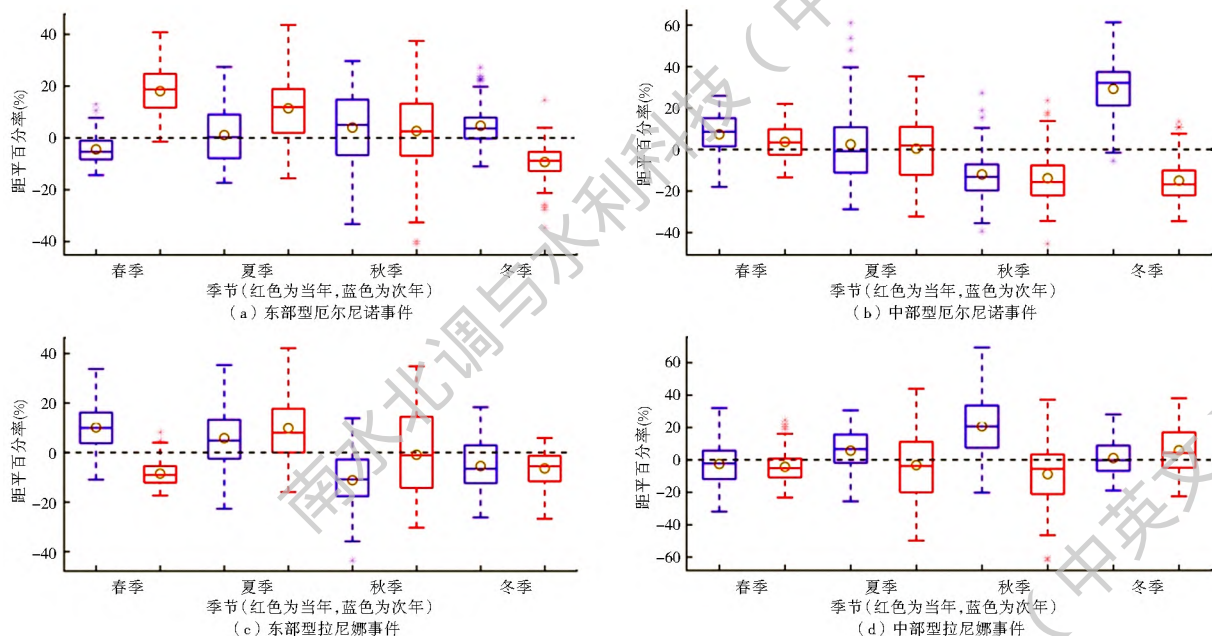 40
20
0
−20
−40
距平百分率(%)
春季 夏季 秋季 冬季
季节(红色为当年,蓝色为次年)
(a)东部型厄尔尼诺事件
60
40
20
0
−20
−40
距平百分率(%)
春季 夏季 秋季 冬季
季节(红色为当年,蓝色为次年)
(b)中部型厄尔尼诺事件
40
20
0
−20
−40
距平百分率(%)
春季 夏季 秋季 冬季
季节(红色为当年,蓝色为次年)
(c)东部型拉尼娜事件
60
40
20
0
−20
−40
−60
距平百分率(%)
春季 夏季 秋季 冬季
季节(红色为当年,蓝色为次年)
(d)中部型拉尼娜事件
南水北调与水利科技(中
(中英文